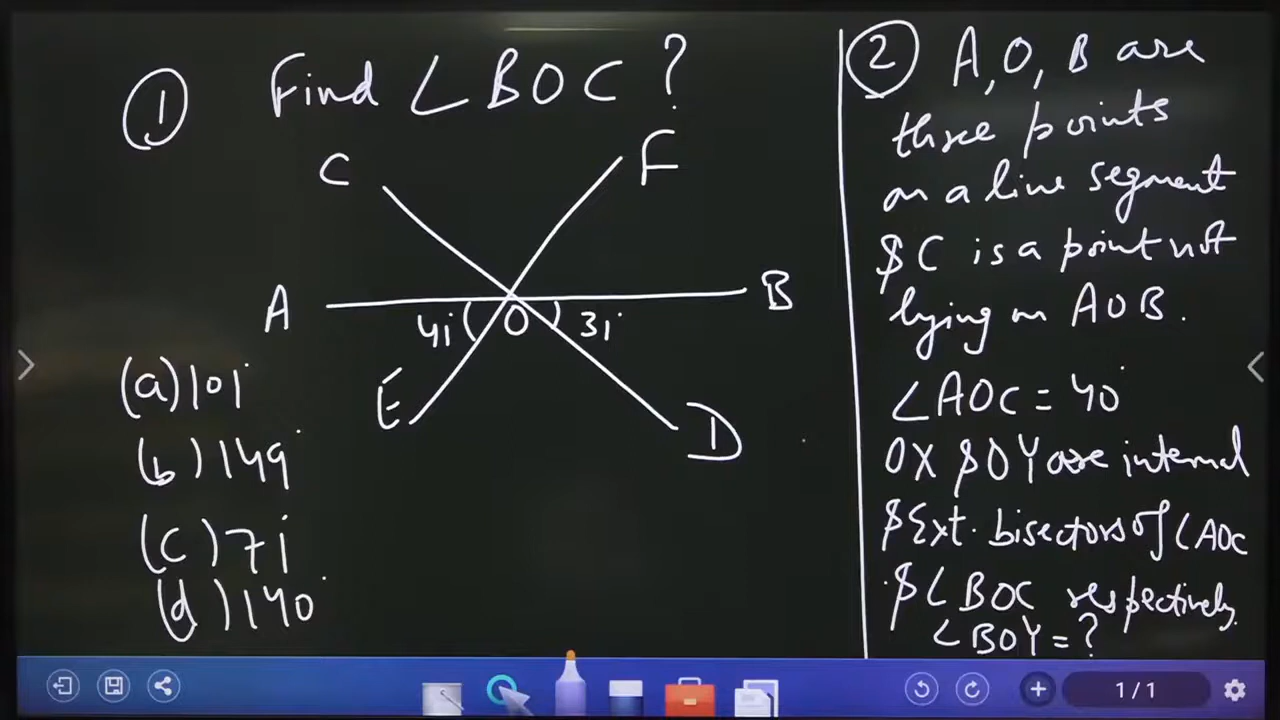 ① Find ∠BOC ?
C
F
A
B
41°
O
31°
E
D
(a) 101°
(b) 149°
(c) 71°
(d) 140°
② A, O, B are
three points
on a line segment
& C is a point not
lying on AOB.
∠AOC = 40°
OX & OY are internal
& Ext. bisectors of ∠AOC
& ∠BOC respectively.
∠BOY = ?
1/1